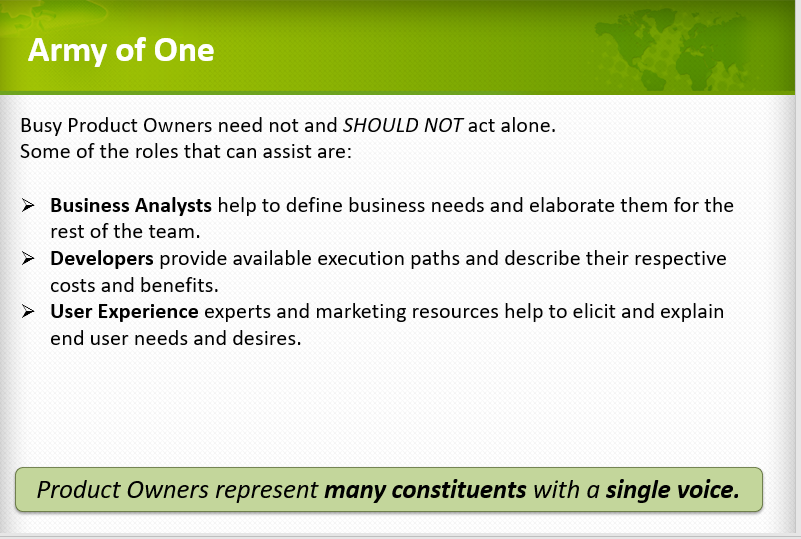 Army of One
Busy Product Owners need not and SHOULD NOT act alone.
Some of the roles that can assist are:
➢ Business Analysts help to define business needs and elaborate them for the
rest of the team.
➢ Developers provide available execution paths and describe their respective
costs and benefits.
➢ User Experience experts and marketing resources help to elicit and explain
end user needs and desires.
Product Owners represent many constituents with a single voice.